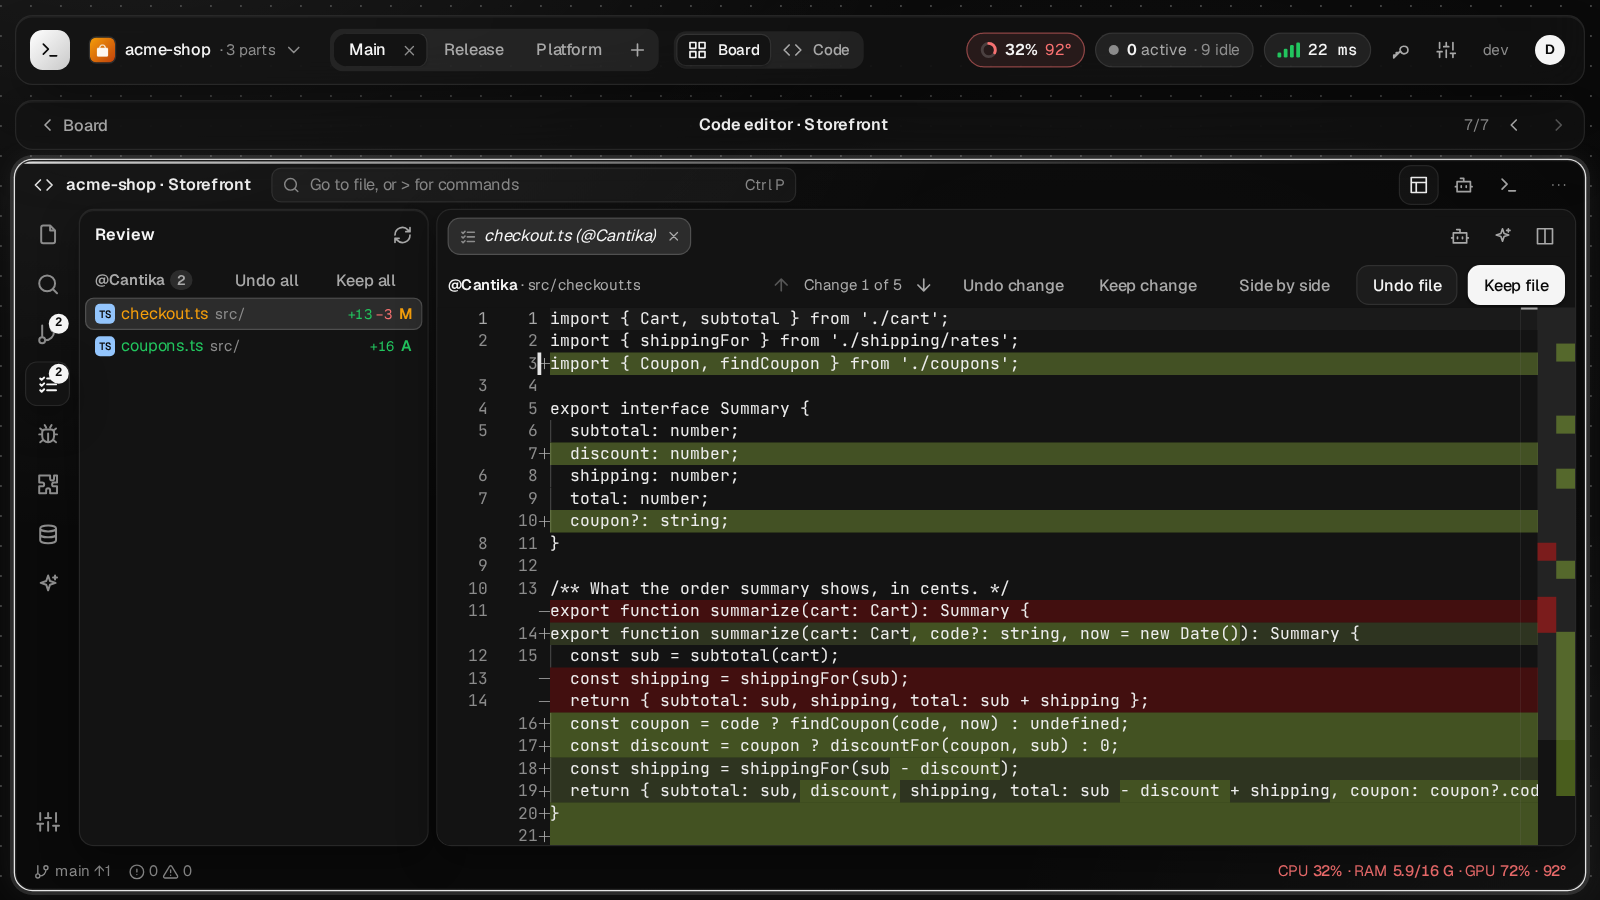 acme-shop · 3 parts
Main
Release
Platform
Board
Code
32% 92°
0 active · 9 idle
22 ms
dev
D
Board
Code editor · Storefront
7/7
acme-shop · Storefront
Go to file, or > for commands
Ctrl P
Review
@Cantika 2
Undo all
Keep all
TS checkout.ts src/ +13 −3 M
TS coupons.ts src/ +16 A
2
2
checkout.ts (@Cantika)
@Cantika · src/checkout.ts
Change 1 of 5
Undo change
Keep change
Side by side
Undo file
Keep file
1 1 import { Cart, subtotal } from './cart';
2 2 import { shippingFor } from './shipping/rates';
3+ import { Coupon, findCoupon } from './coupons';
3 4
4 5 export interface Summary {
5 6 subtotal: number;
7+ discount: number;
6 8 shipping: number;
7 9 total: number;
10+ coupon?: string;
8 11 }
9 12
10 13 /** What the order summary shows, in cents. */
11 − export function summarize(cart: Cart): Summary {
14+ export function summarize(cart: Cart, code?: string, now = new Date()): Summary {
12 15 const sub = subtotal(cart);
13 − const shipping = shippingFor(sub);
14 − return { subtotal: sub, shipping, total: sub + shipping };
16+ const coupon = code ? findCoupon(code, now) : undefined;
17+ const discount = coupon ? discountFor(coupon, sub) : 0;
18+ const shipping = shippingFor(sub - discount);
19+ return { subtotal: sub, discount, shipping, total: sub - discount + shipping, coupon: coupon?.cod
20+ }
21+
main ↑1
0 0
CPU 32% · RAM 5.9/16 G · GPU 72% · 92°